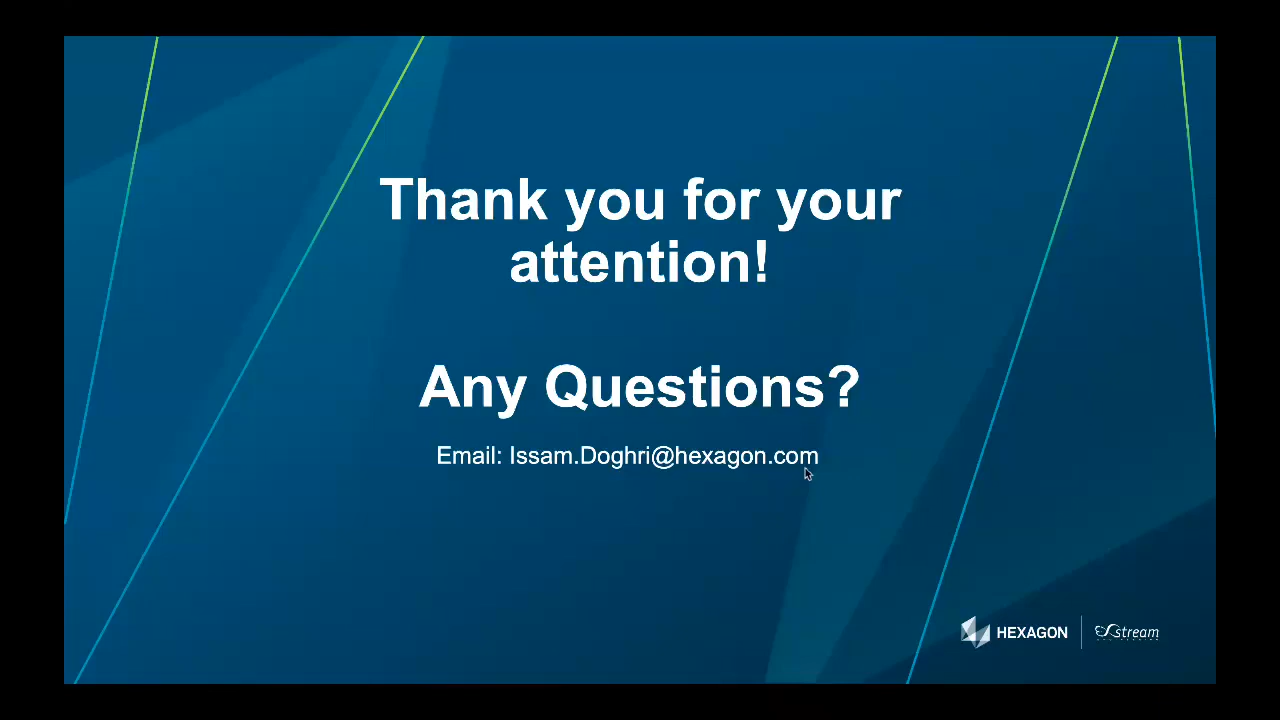 Thank you for your
attention!
Any Questions?
Email: Issam.Doghri@hexagon.com
HEXAGON
stream